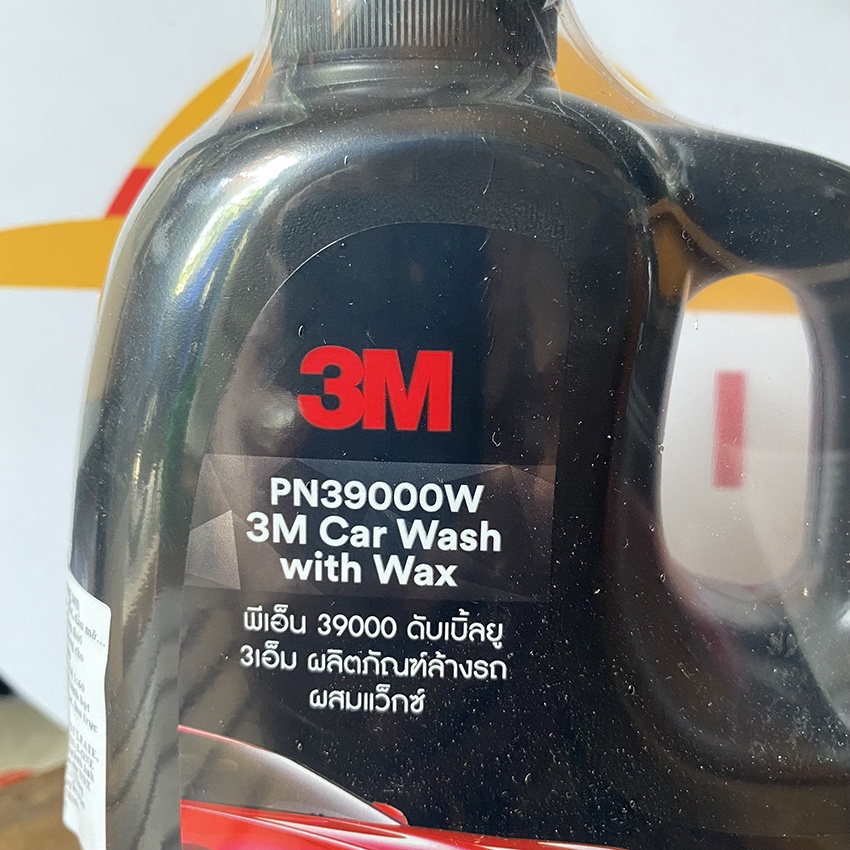 3M
PN39000W
3M Car Wash
with Wax
พีเอ็น 39000 ดับเบิ้ลยู
3เอ็ม ผลิตภัณฑ์ล้างรถ
ผสมแว็กซ์